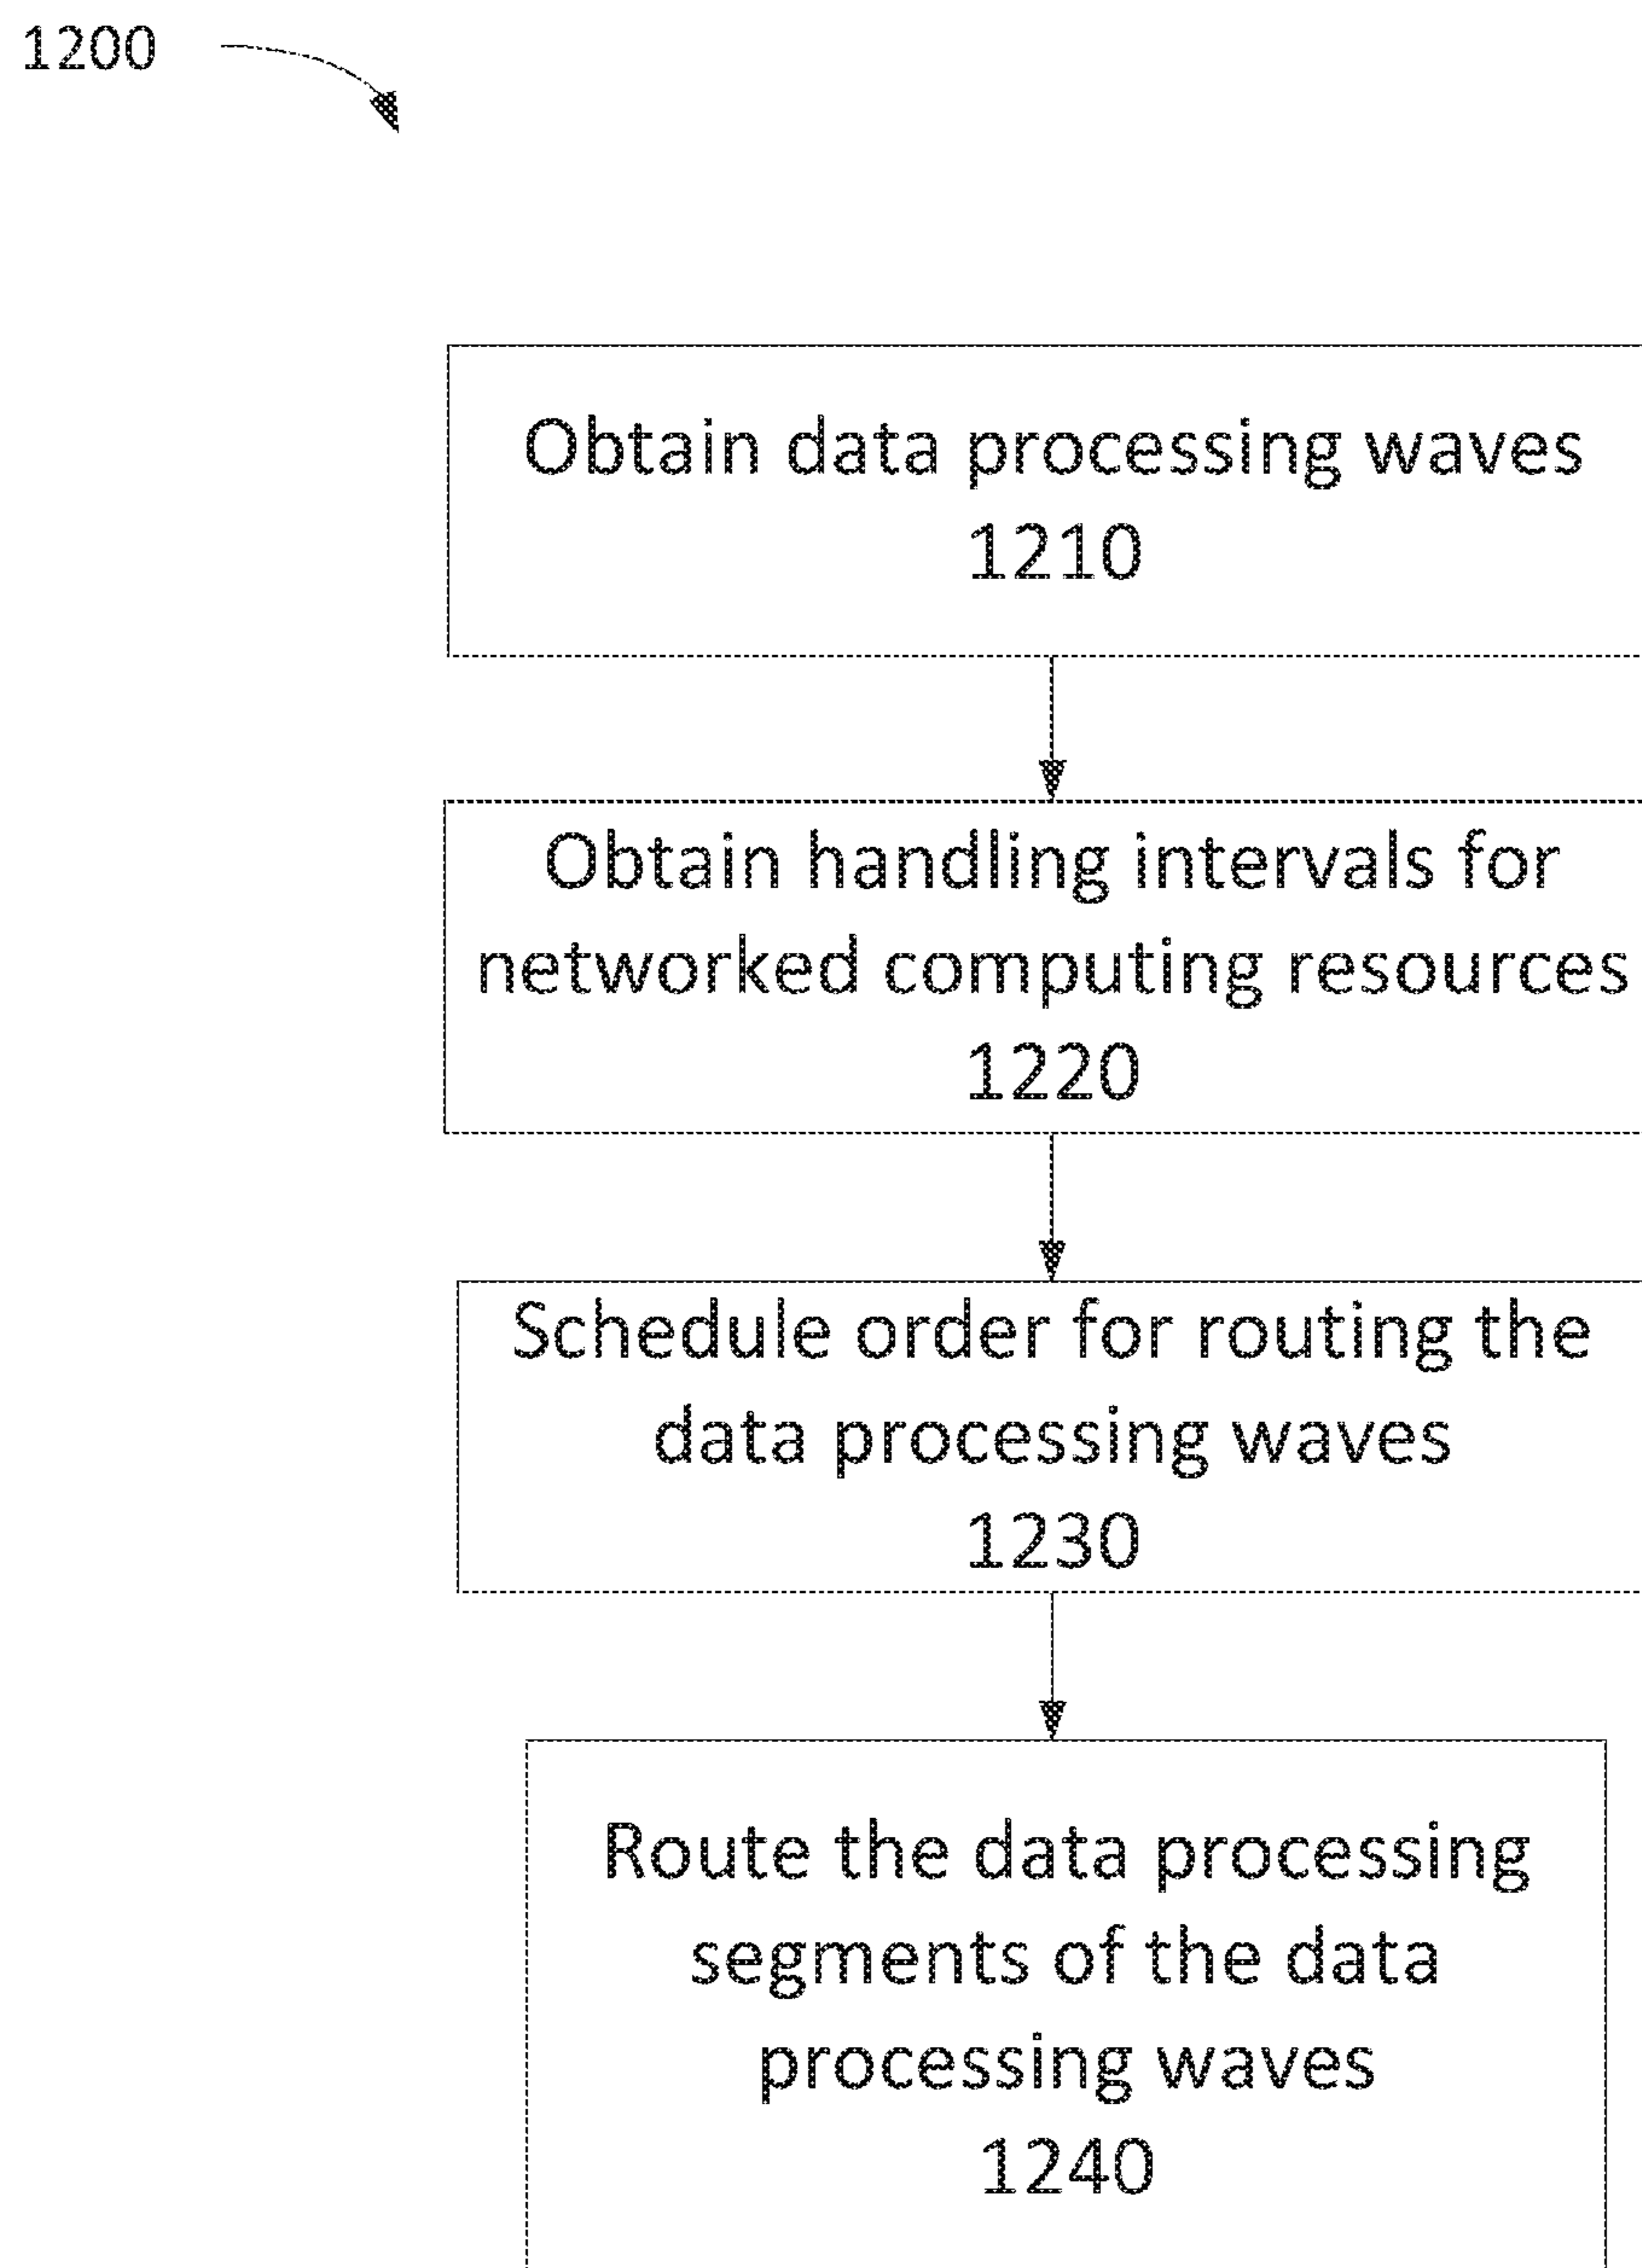 1200
Obtain data processing waves
1210
Obtain handling intervals for
networked computing resources
1220
Schedule order for routing the
data processing waves
1230
Route the data processing
segments of the data
processing waves
1240